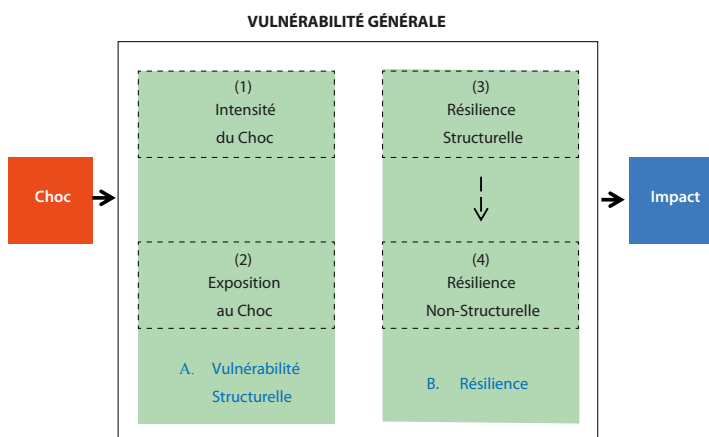 VULNÉRABILITÉ GÉNÉRALE
(1)
Intensité
du Choc
(3)
Résilience
Structurelle
Choc
Impact
(2)
Exposition
au Choc
(4)
Résilience
Non-Structurelle
A. Vulnérabilité
Structurelle
B. Résilience